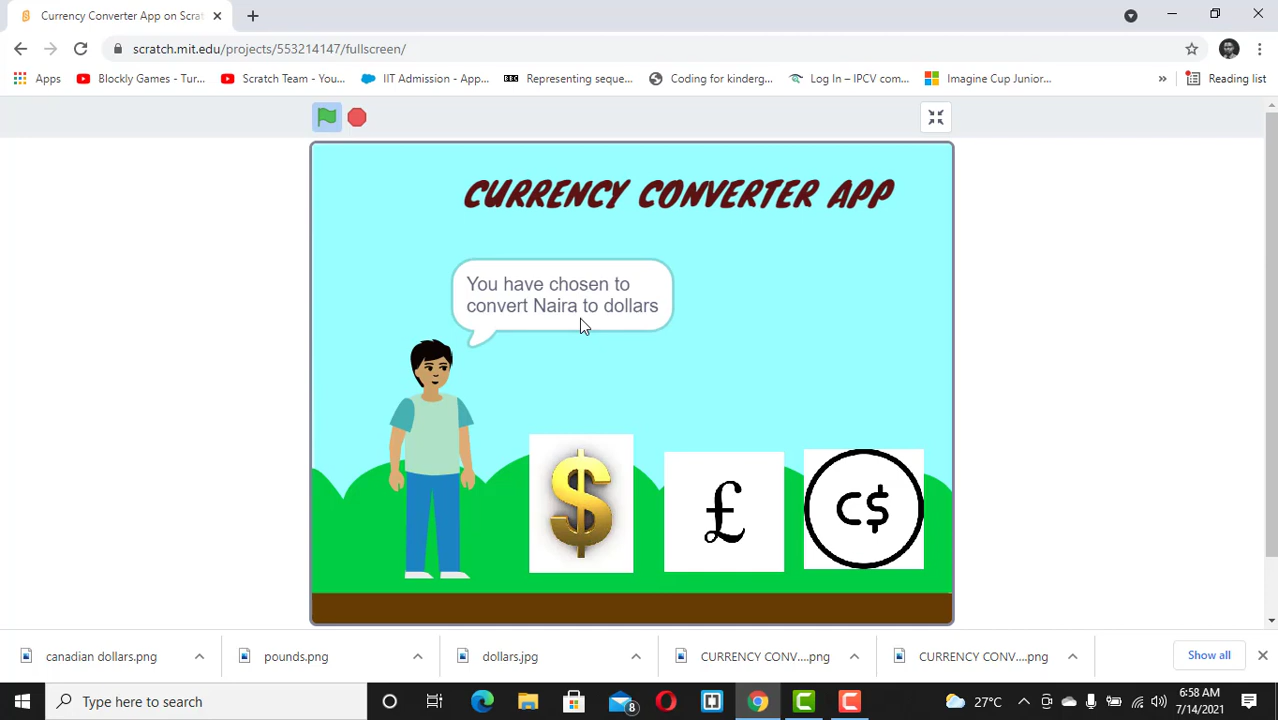 Currency Converter App on Scrat
scratch.mit.edu/projects/553214147/fullscreen/
Apps
Blockly Games - Tur...
Scratch Team - You...
IIT Admission - App...
Representing seque...
Coding for kinderg...
Log In – IPCV com...
Imagine Cup Junior...
»
Reading list
CURRENCY CONVERTER APP
You have chosen to
convert Naira to dollars
$
£
C$
canadian dollars.png
pounds.png
dollars.jpg
CURRENCY CONV....png
CURRENCY CONV....png
Show all
Type here to search
8
27°C
6:58 AM
7/14/2021